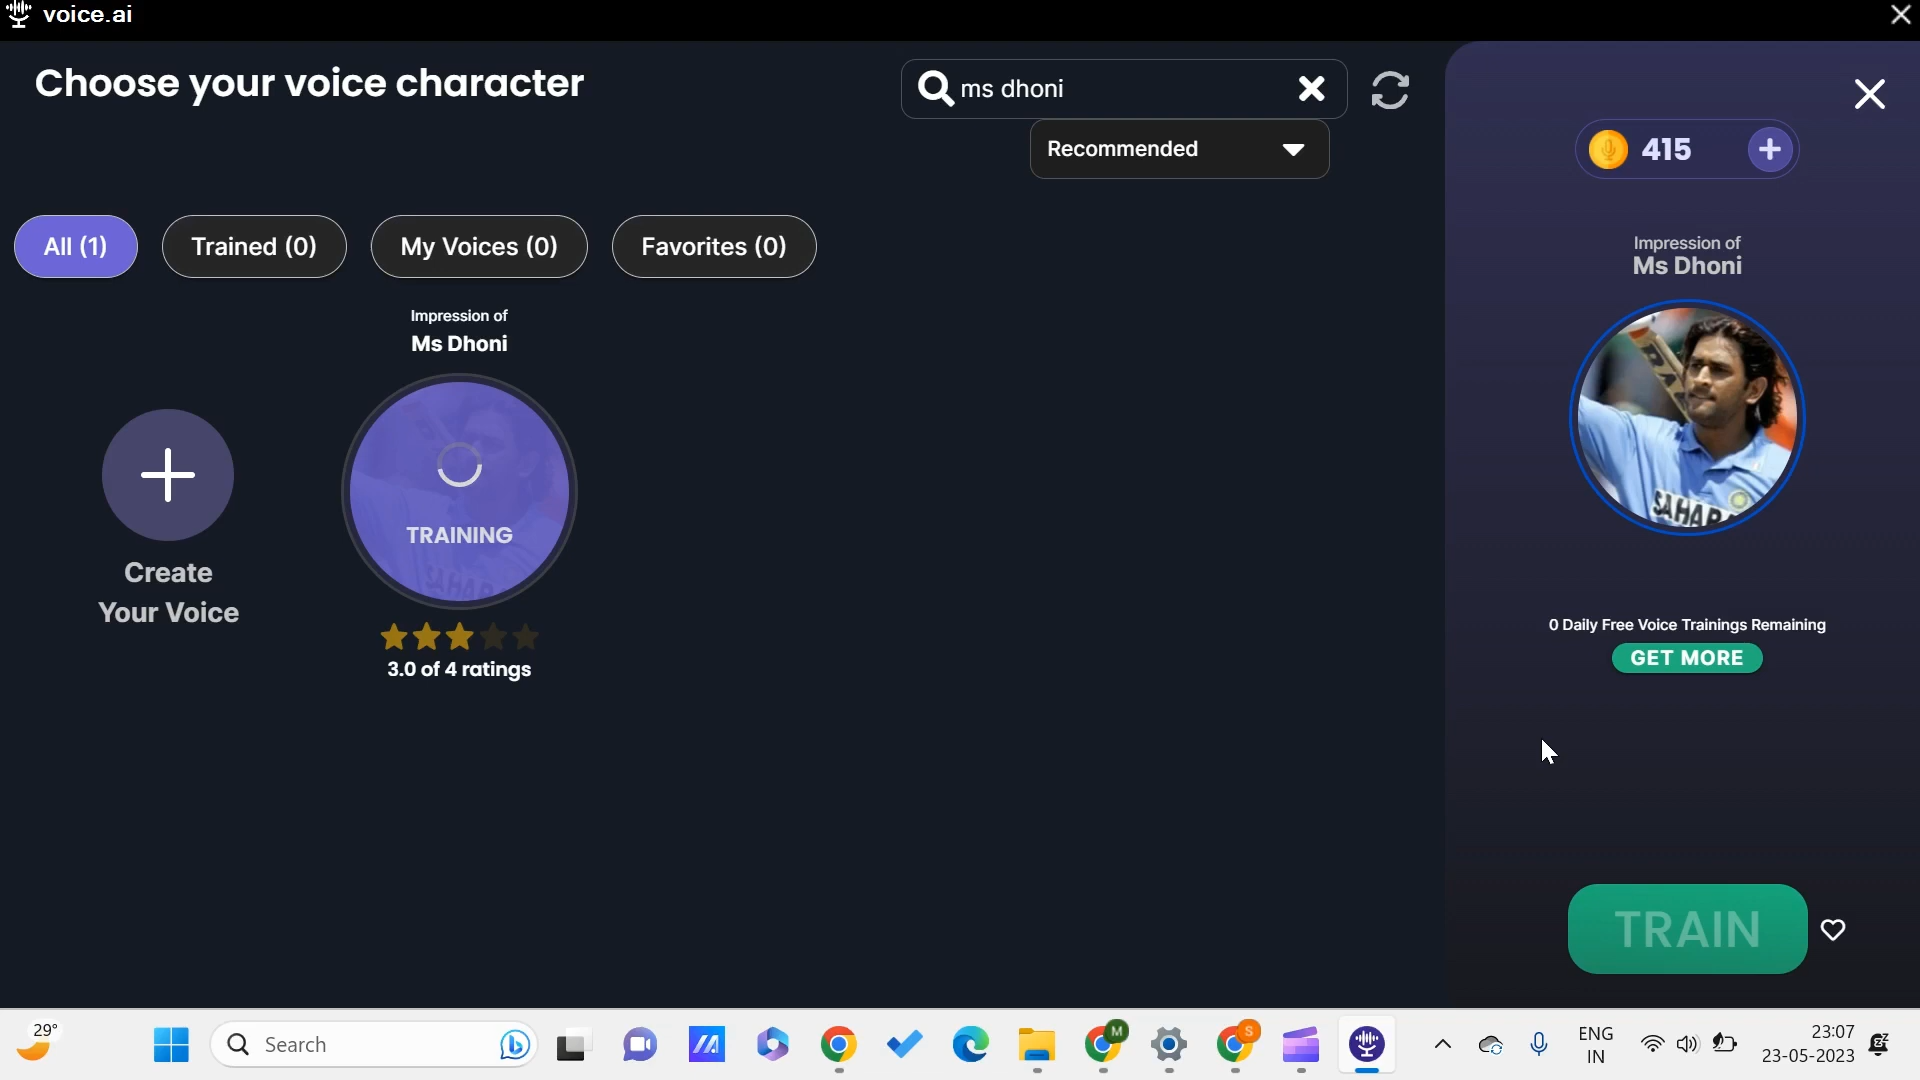 voice.ai
Choose your voice character
ms dhoni
Recommended
All (1)
Trained (0)
My Voices (0)
Favorites (0)
Impression of
Ms Dhoni
TRAINING
3.0 of 4 ratings
Create
Your Voice
415
Impression of
Ms Dhoni
SAHARA
0 Daily Free Voice Trainings Remaining
GET MORE
TRAIN
29°
Search
M
S
ENG
IN
23:07
23-05-2023